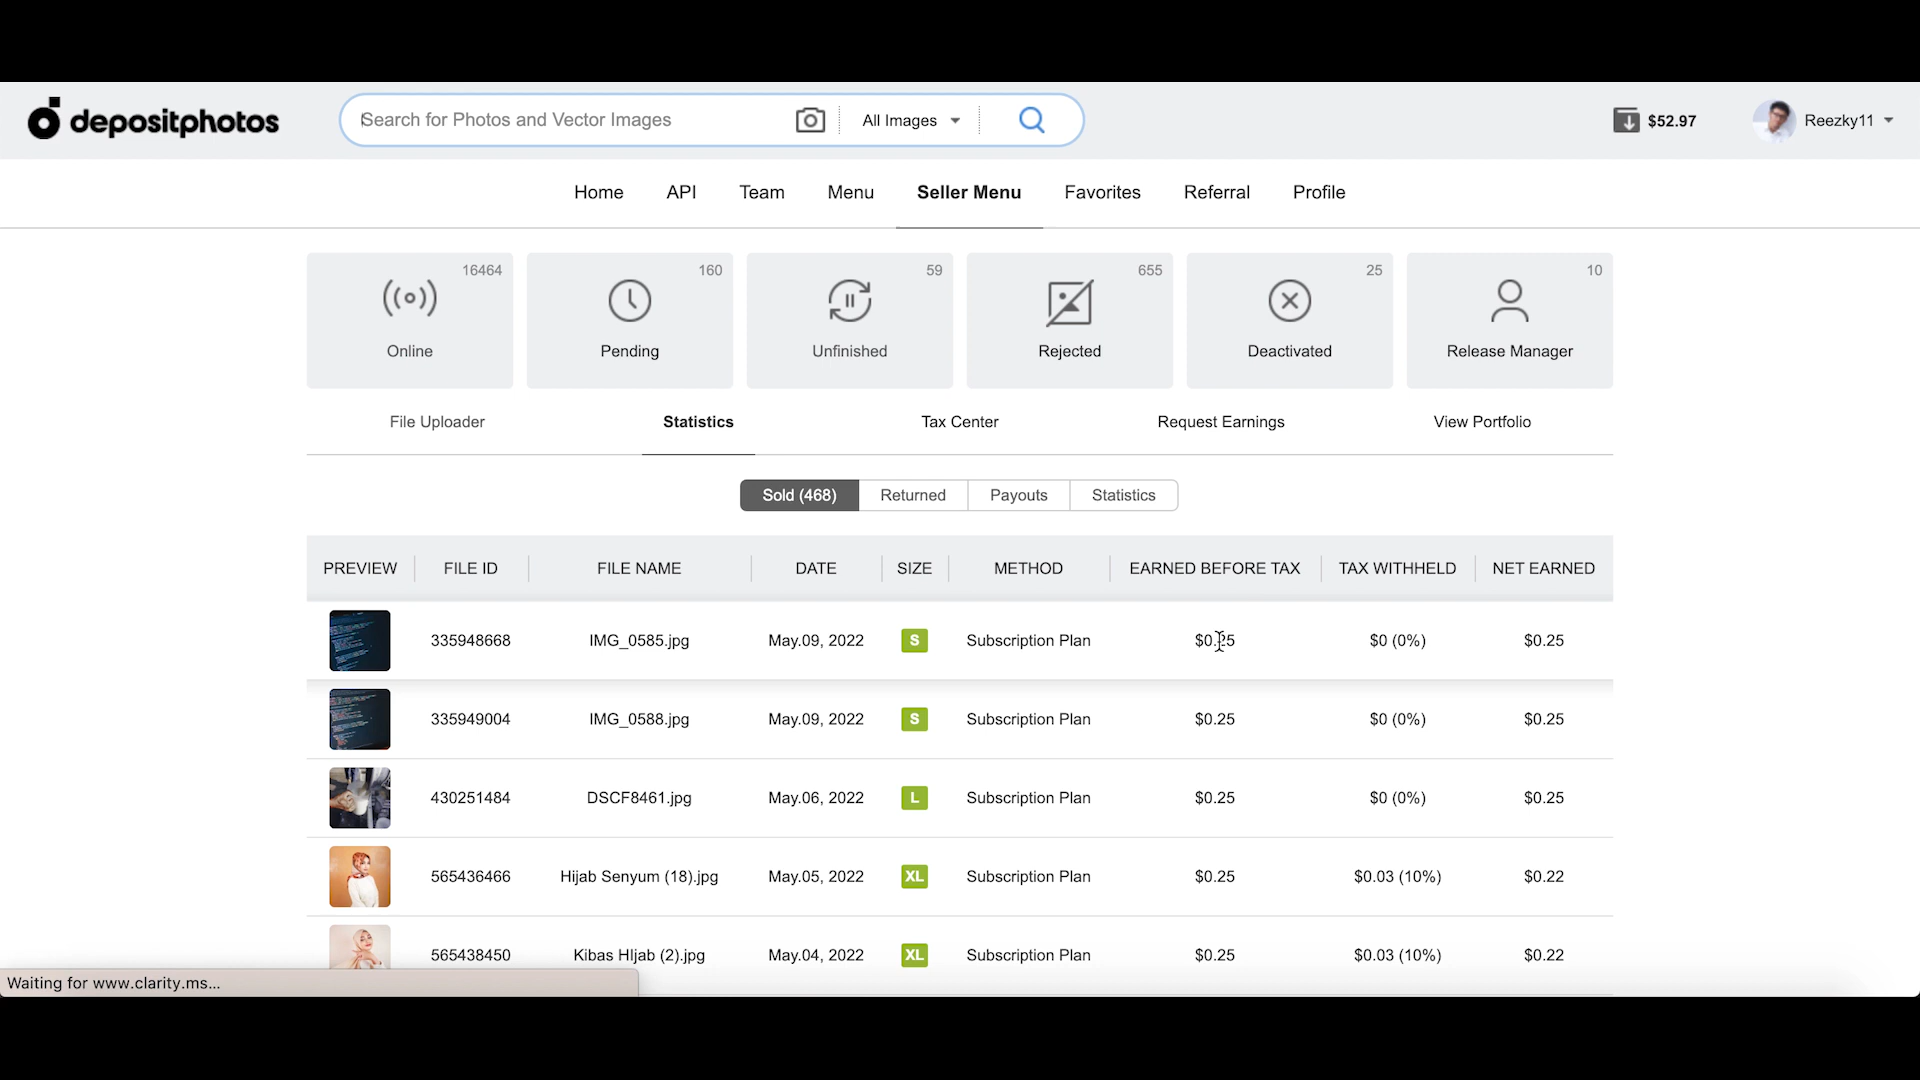 depositphotos
Search for Photos and Vector Images
All Images
$52.97
Reezky11
Home API Team Menu Seller Menu Favorites Referral Profile
16464 160 59 655 25 10
Online Pending Unfinished Rejected Deactivated Release Manager
File Uploader Statistics Tax Center Request Earnings View Portfolio
Sold (468) Returned Payouts Statistics
PREVIEW FILE ID FILE NAME DATE SIZE METHOD EARNED BEFORE TAX TAX WITHHELD NET EARNED
335948668 IMG_0585.jpg May.09, 2022 S Subscription Plan $0.25 $0 (0%) $0.25
335949004 IMG_0588.jpg May.09, 2022 S Subscription Plan $0.25 $0 (0%) $0.25
430251484 DSCF8461.jpg May.06, 2022 L Subscription Plan $0.25 $0 (0%) $0.25
565436466 Hijab Senyum (18).jpg May.05, 2022 XL Subscription Plan $0.25 $0.03 (10%) $0.22
565438450 Kibas HIjab (2).jpg May.04, 2022 XL Subscription Plan $0.25 $0.03 (10%) $0.22
Waiting for www.clarity.ms...